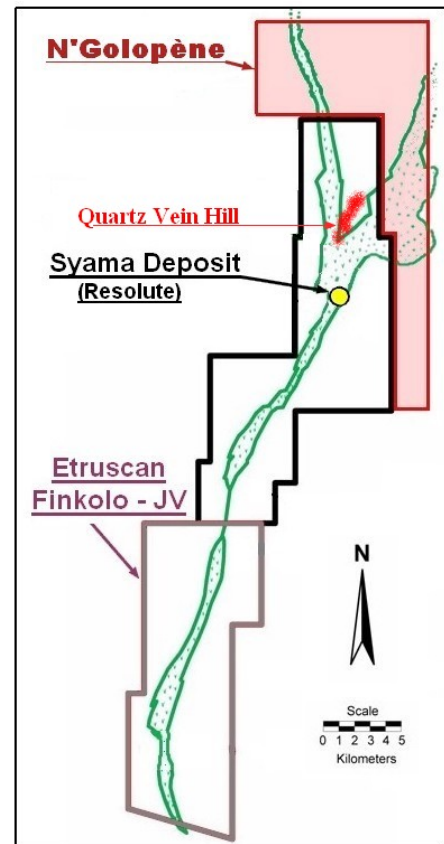 N'Golopène
Quartz Vein Hill
Syama Deposit
(Resolute)
Etruscan
Finkolo - JV
N
Scale
0 1 2 3 4 5
Kilometers